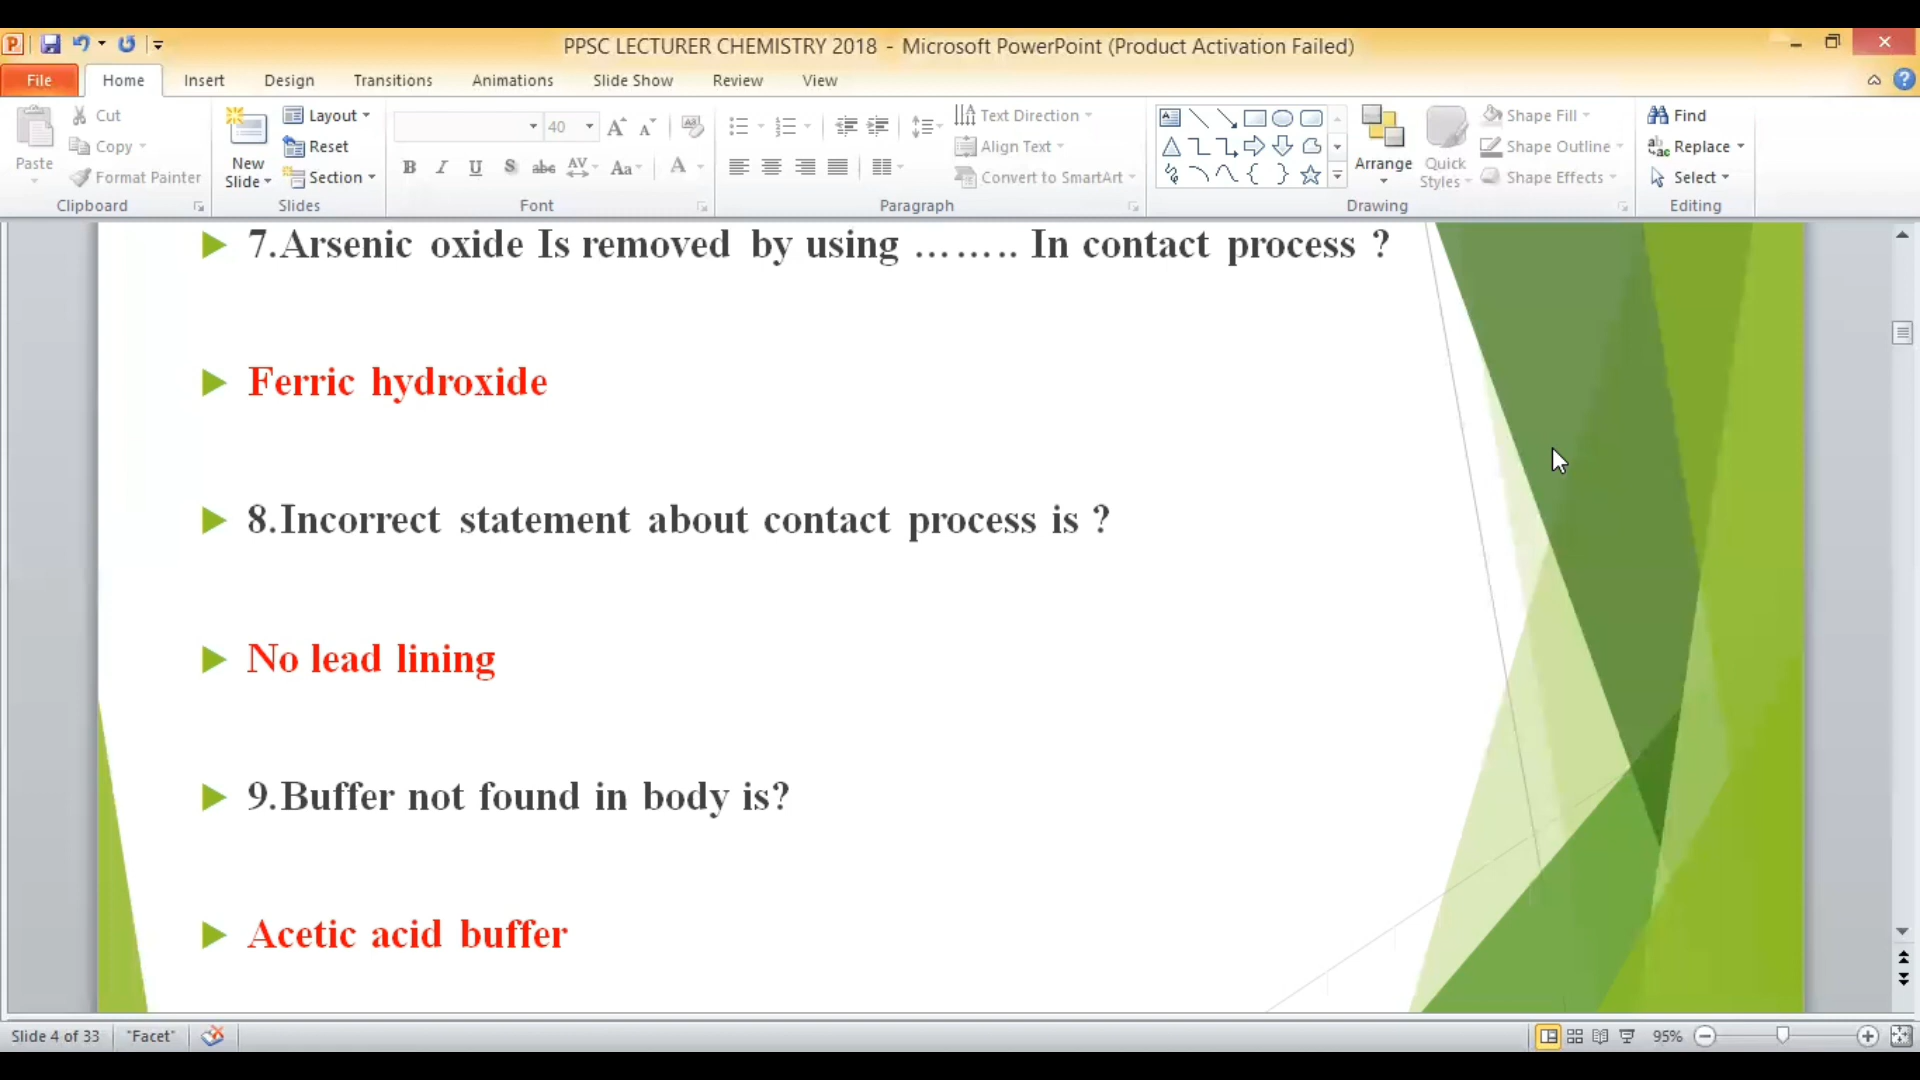 PPSC LECTURER CHEMISTRY 2018 - Microsoft PowerPoint (Product Activation Failed)
File Home Insert Design Transitions Animations Slide Show Review View
Paste
Cut
Copy
Format Painter
Clipboard
New Slide
Layout
Reset
Section
Slides
40
B I U S abc AV Aa A
Font
Text Direction
Align Text
Convert to SmartArt
Paragraph
Arrange
Quick Styles
Shape Fill
Shape Outline
Shape Effects
Drawing
Find
Replace
Select
Editing
7.Arsenic oxide Is removed by using …….. In contact process ?
Ferric hydroxide
8.Incorrect statement about contact process is ?
No lead lining
9.Buffer not found in body is?
Acetic acid buffer
Slide 4 of 33 "Facet" 95%